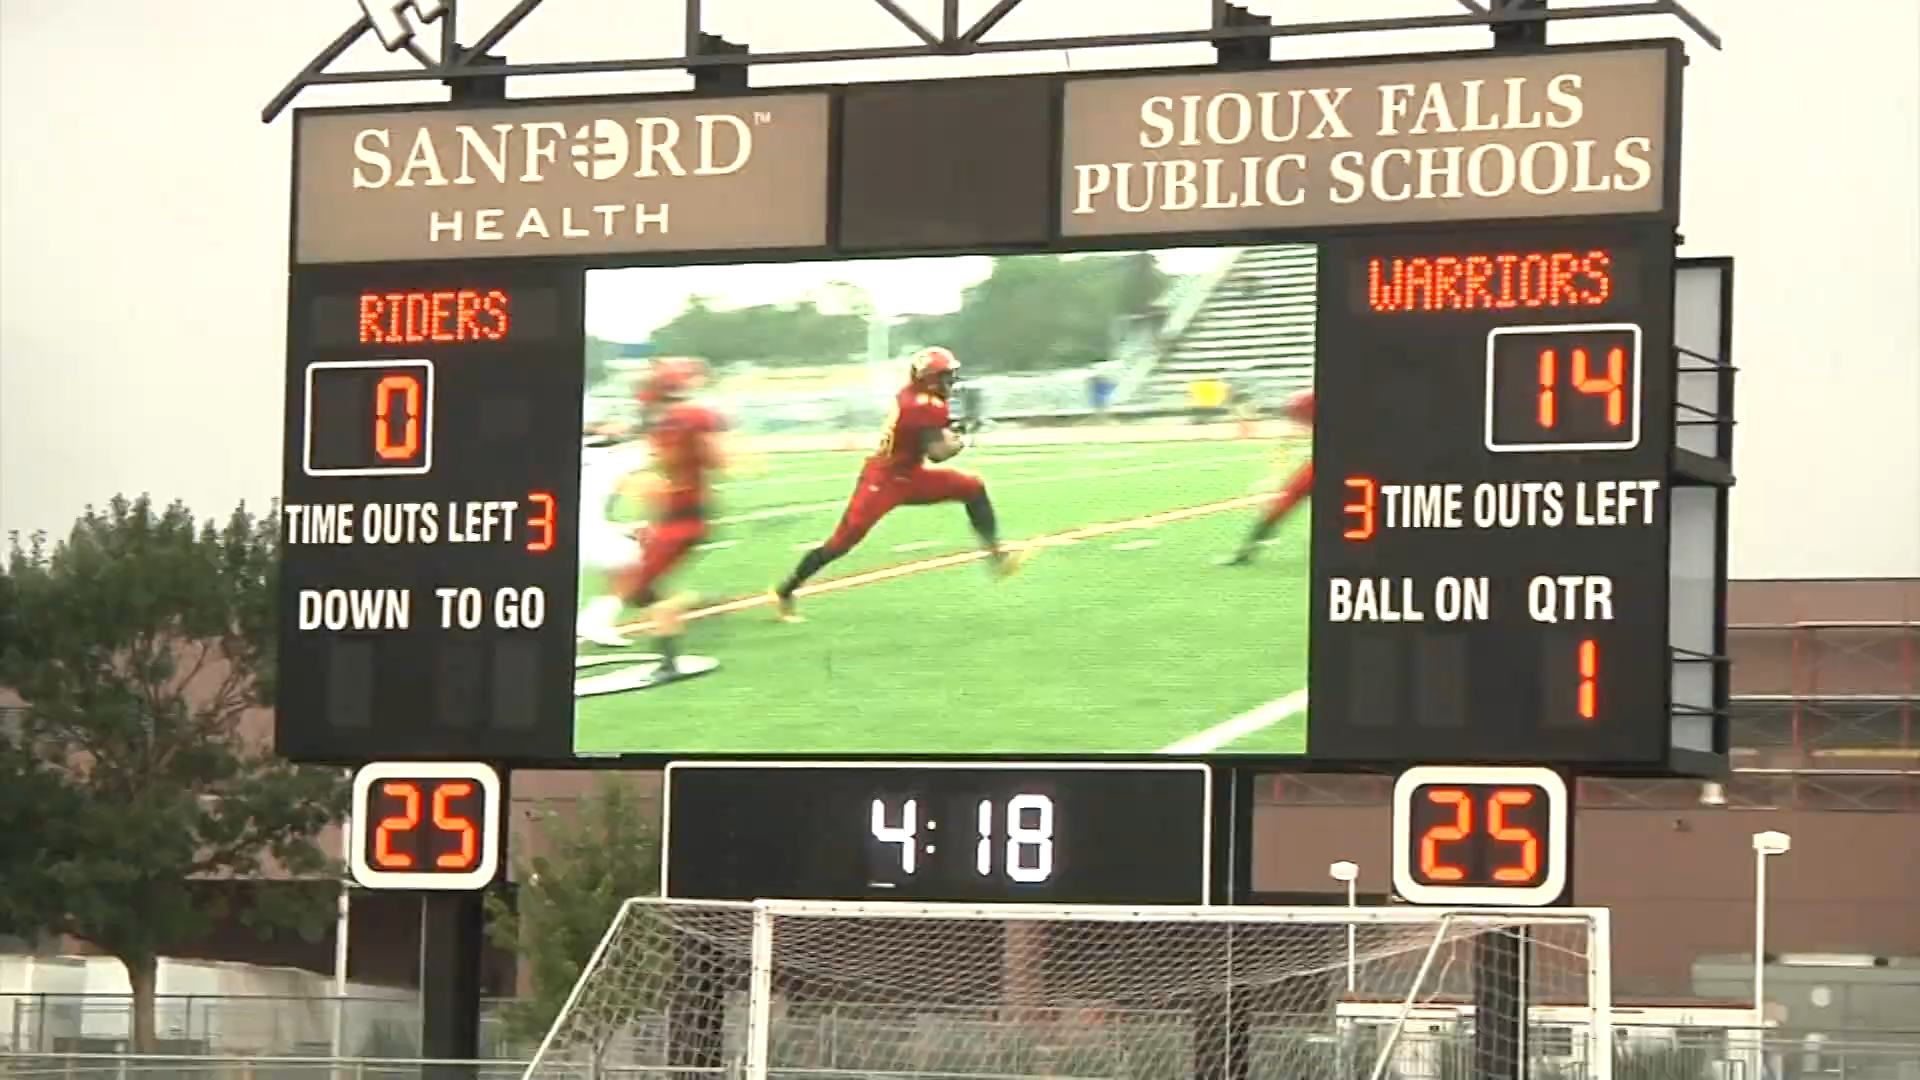 SANFORD™
HEALTH
SIOUX FALLS
PUBLIC SCHOOLS
RIDERS
WARRIORS
0
14
TIME OUTS LEFT 3
3 TIME OUTS LEFT
DOWN TO GO
BALL ON QTR
1
25
4:18
25